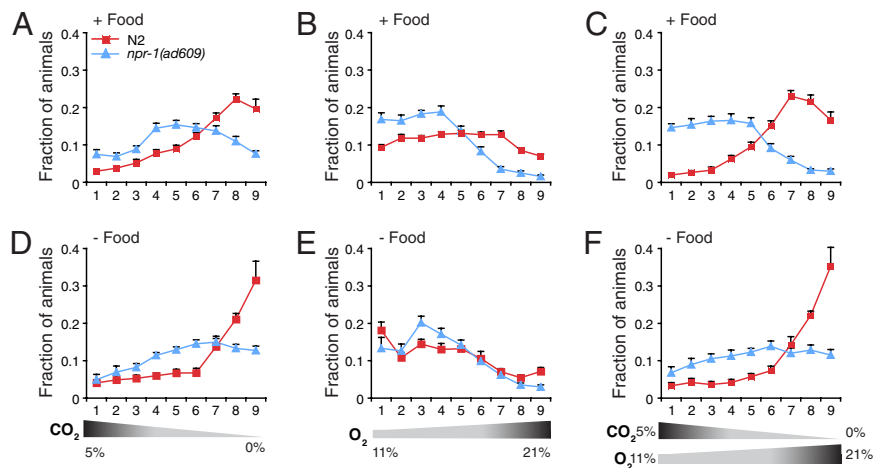 A + Food
N2
npr-1(ad609)
Fraction of animals
0.4
0.3
0.2
0.1
0
1 2 3 4 5 6 7 8 9
B + Food
Fraction of animals
0.4
0.3
0.2
0.1
0
1 2 3 4 5 6 7 8 9
C + Food
Fraction of animals
0.4
0.3
0.2
0.1
0
1 2 3 4 5 6 7 8 9
D - Food
Fraction of animals
0.4
0.3
0.2
0.1
0
1 2 3 4 5 6 7 8 9
CO2
5% 0%
E - Food
Fraction of animals
0.4
0.3
0.2
0.1
0
1 2 3 4 5 6 7 8 9
O2
11% 21%
F - Food
Fraction of animals
0.4
0.3
0.2
0.1
0
1 2 3 4 5 6 7 8 9
CO2 5% 0%
O2 11% 21%